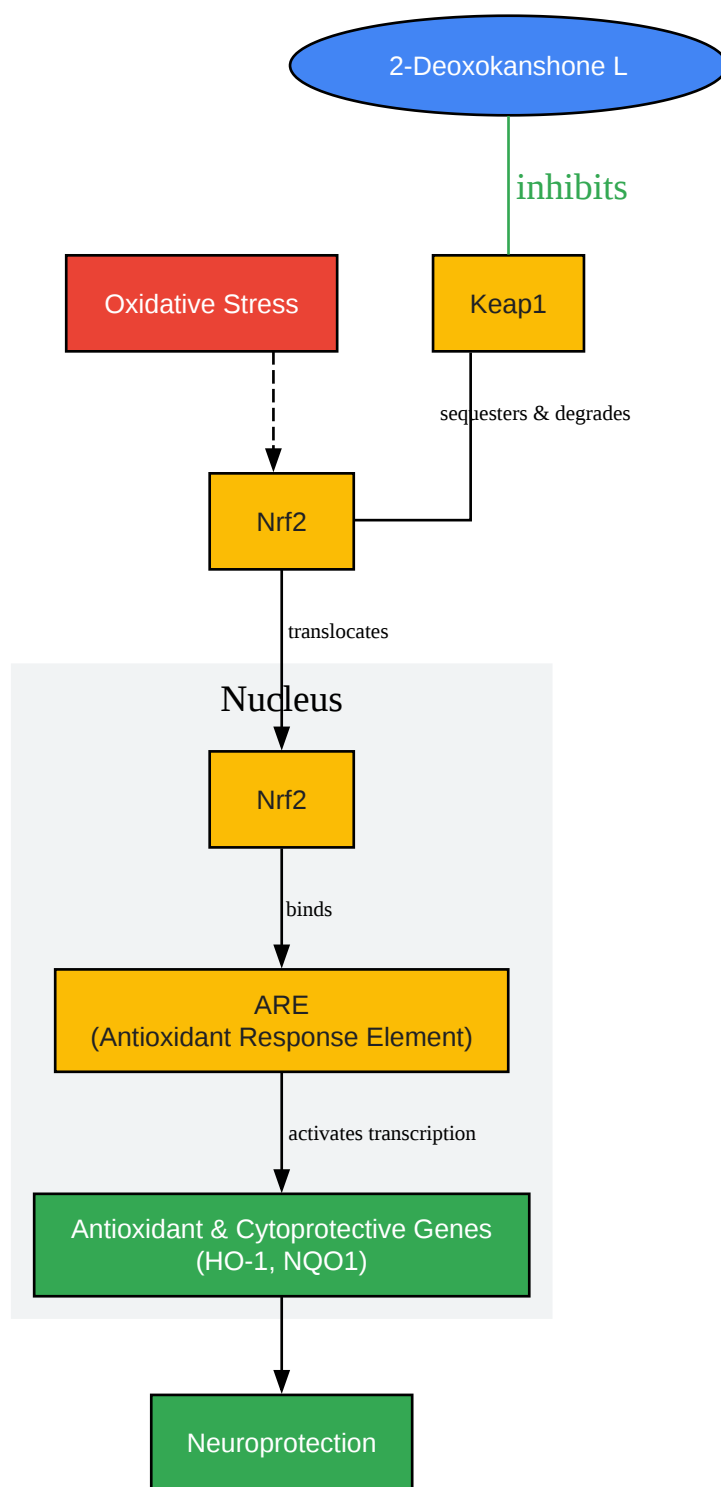 2-Deoxokanshone L
inhibits
Oxidative Stress
Keap1
sequesters & degrades
Nrf2
translocates
Nucleus
Nrf2
binds
ARE
(Antioxidant Response Element)
activates transcription
Antioxidant & Cytoprotective Genes
(HO-1, NQO1)
Neuroprotection